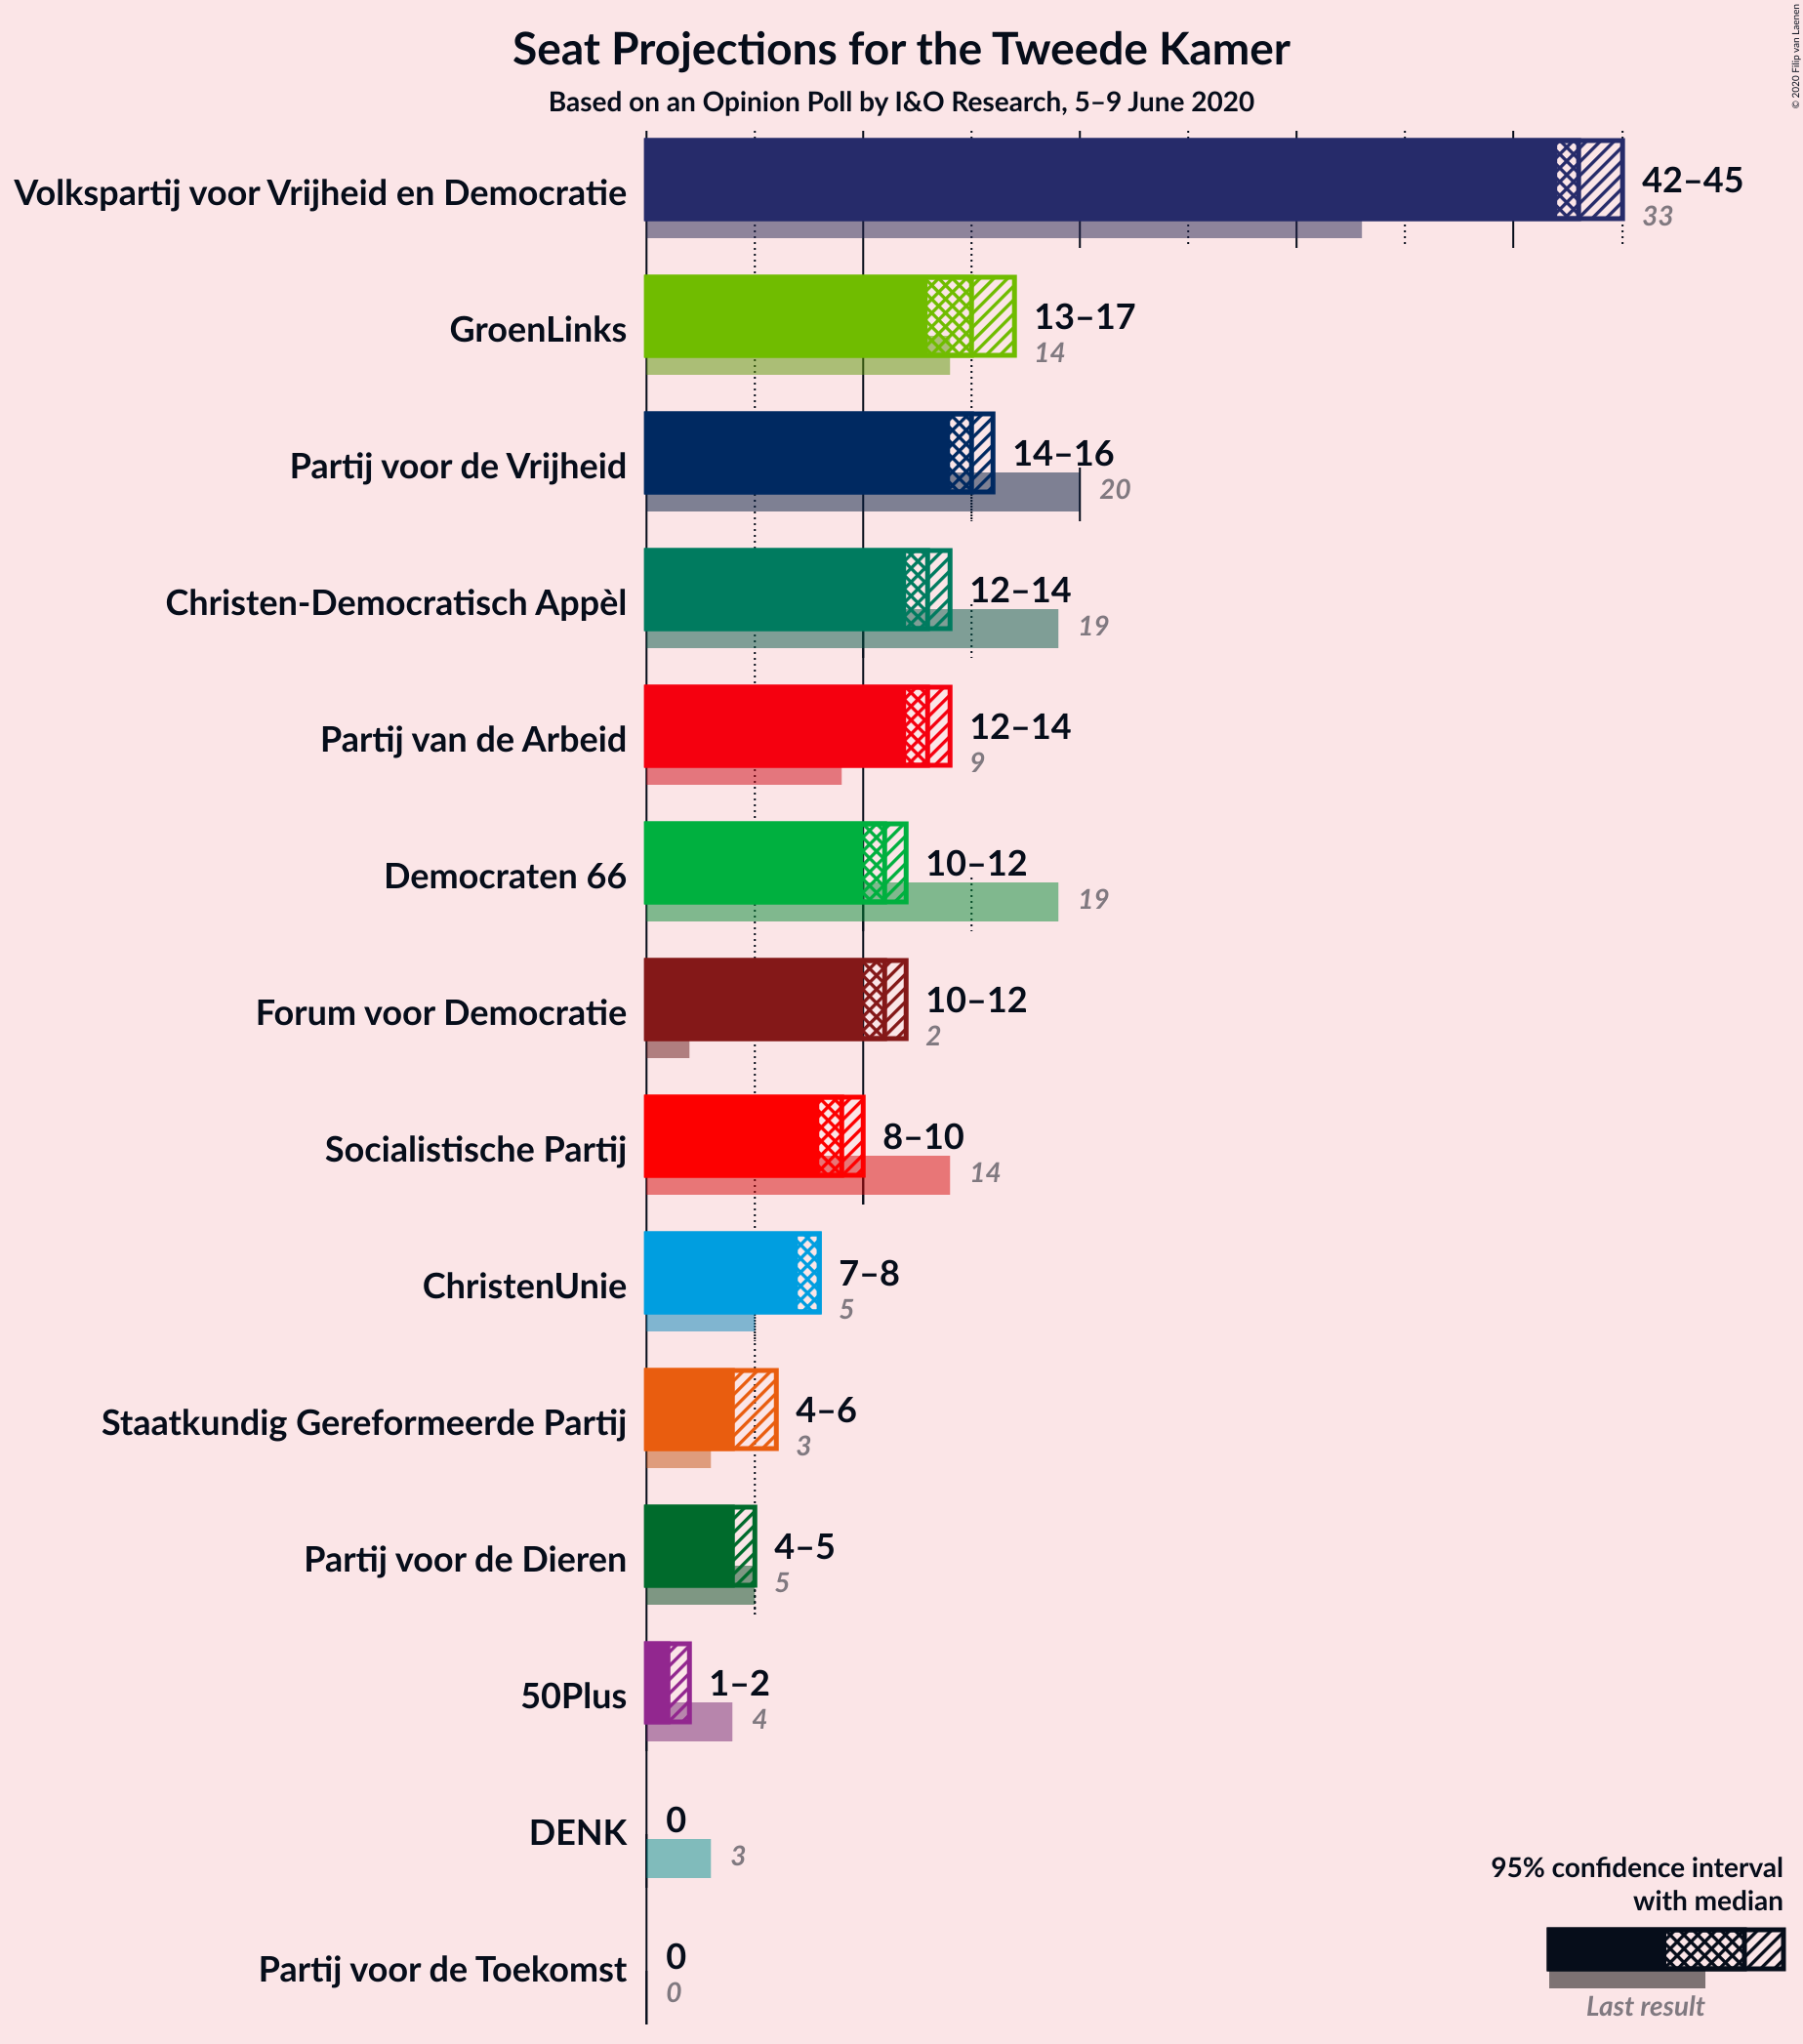 Seat Projections for the Tweede Kamer
Based on an Opinion Poll by I&O Research, 5–9 June 2020
© 2020 Filip van Laenen
Volkspartij voor Vrijheid en Democratie
42–45
33
GroenLinks
13–17
14
Partij voor de Vrijheid
14–16
20
Christen-Democratisch Appèl
12–14
19
Partij van de Arbeid
12–14
9
Democraten 66
10–12
19
Forum voor Democratie
10–12
2
Socialistische Partij
8–10
14
ChristenUnie
7–8
5
Staatkundig Gereformeerde Partij
4–6
3
Partij voor de Dieren
4–5
5
50Plus
1–2
4
DENK
0
3
Partij voor de Toekomst
0
0
95% confidence interval
with median
Last result